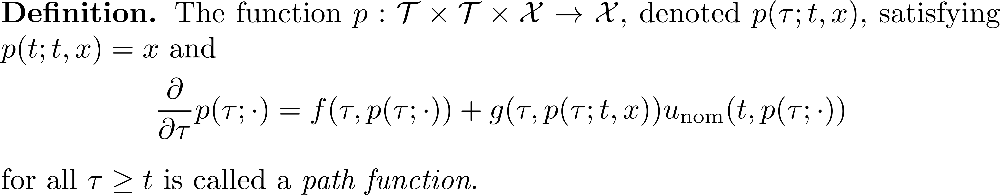 Definition. The function $p : \mathcal{T} \times \mathcal{T} \times \mathcal{X} \to \mathcal{X}$, denoted $p(\tau; t, x)$, satisfying
$p(t; t, x) = x$ and
$\frac{\partial}{\partial \tau} p(\tau; \cdot) = f(\tau, p(\tau; \cdot)) + g(\tau, p(\tau; t, x)) u_{\mathrm{nom}}(t, p(\tau; \cdot))$
for all $\tau \geq t$ is called a path function.